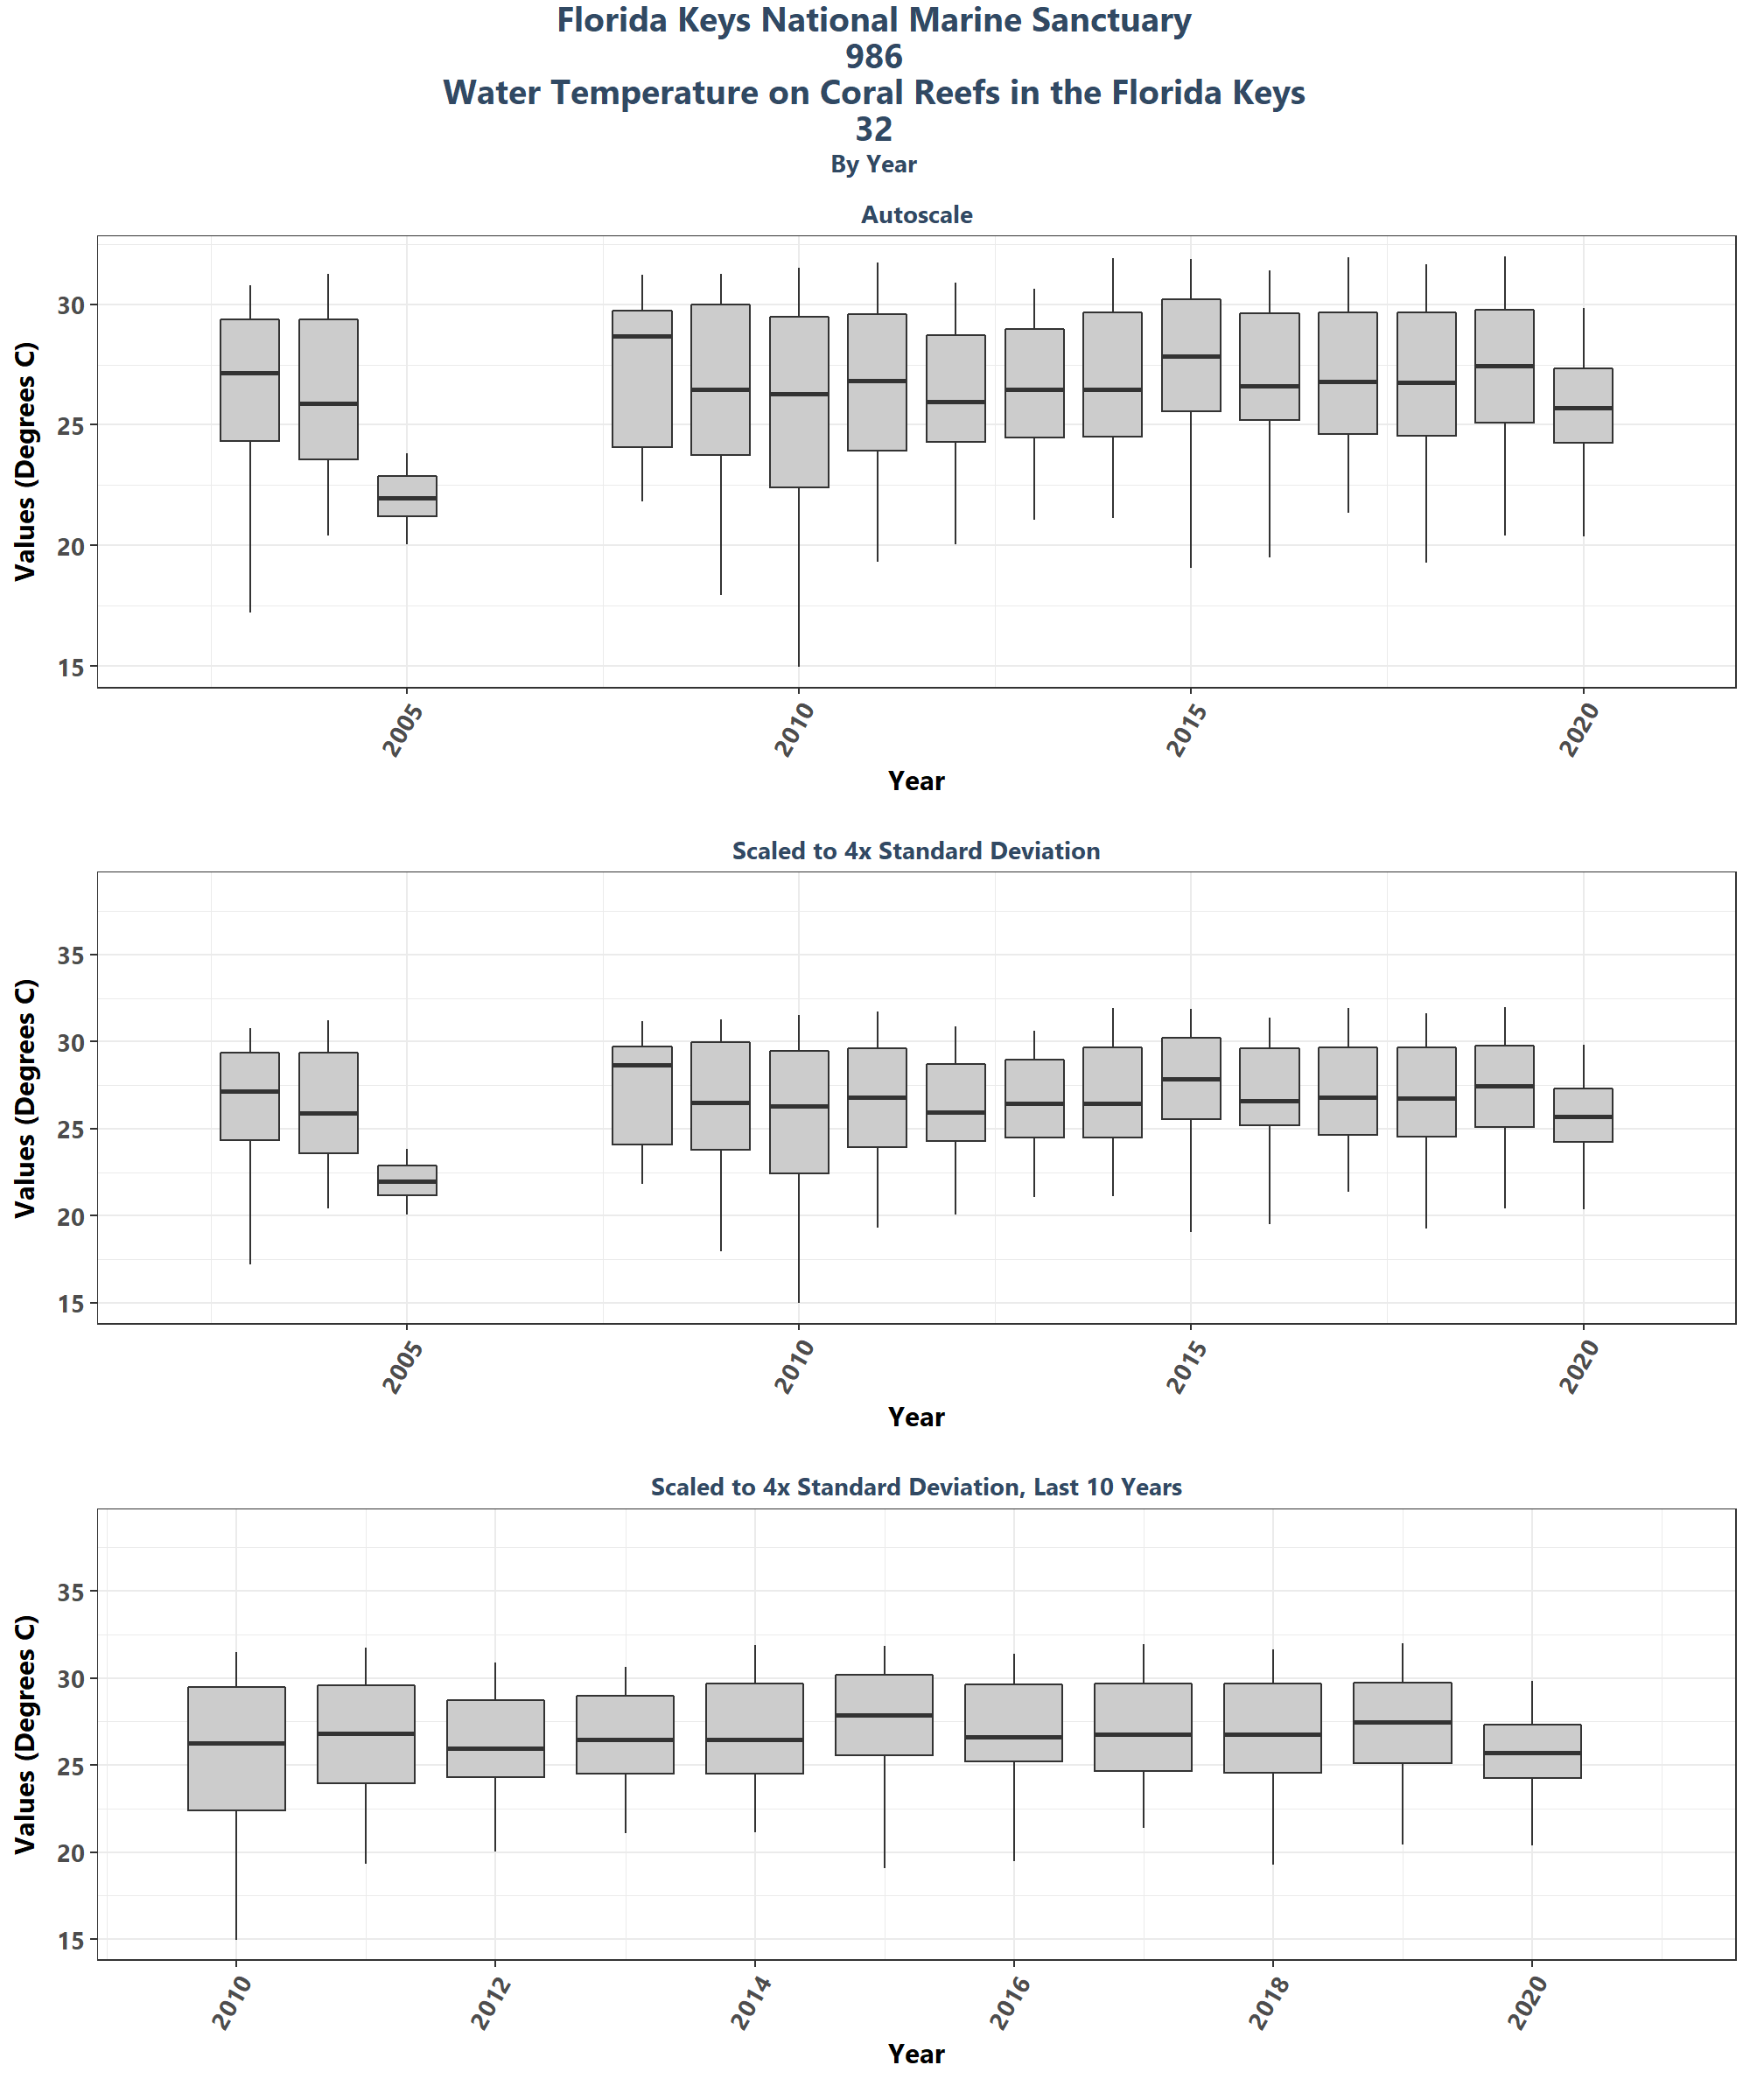 Florida Keys National Marine Sanctuary
986
Water Temperature on Coral Reefs in the Florida Keys
32
By Year
Autoscale
Values (Degrees C)
30
25
20
15
2005
2010
2015
2020
Year
Scaled to 4x Standard Deviation
Values (Degrees C)
35
30
25
20
15
2005
2010
2015
2020
Year
Scaled to 4x Standard Deviation, Last 10 Years
Values (Degrees C)
35
30
25
20
15
2010
2012
2014
2016
2018
2020
Year